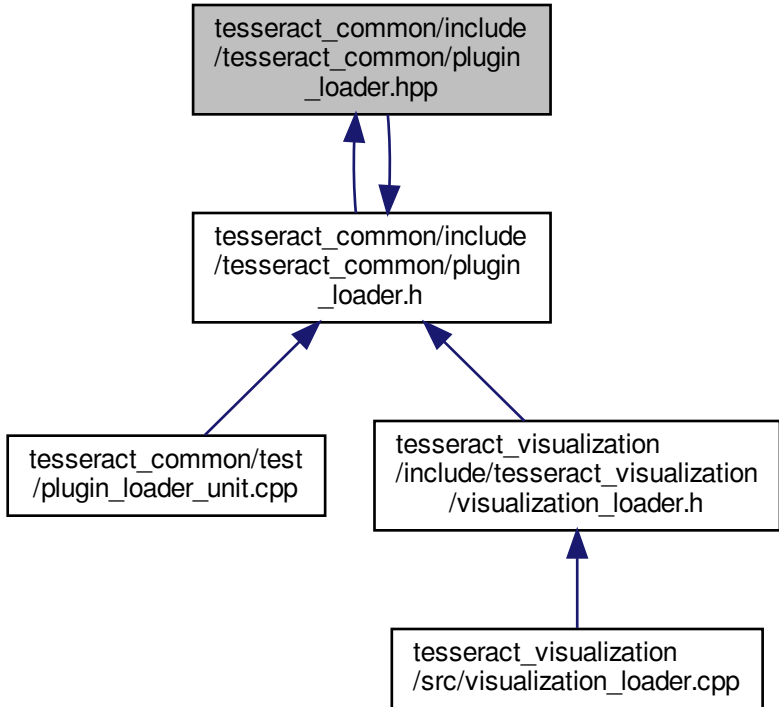 tesseract_common/include
/tesseract_common/plugin
_loader.hpp
tesseract_common/include
/tesseract_common/plugin
_loader.h
tesseract_common/test
/plugin_loader_unit.cpp
tesseract_visualization
/include/tesseract_visualization
/visualization_loader.h
tesseract_visualization
/src/visualization_loader.cpp